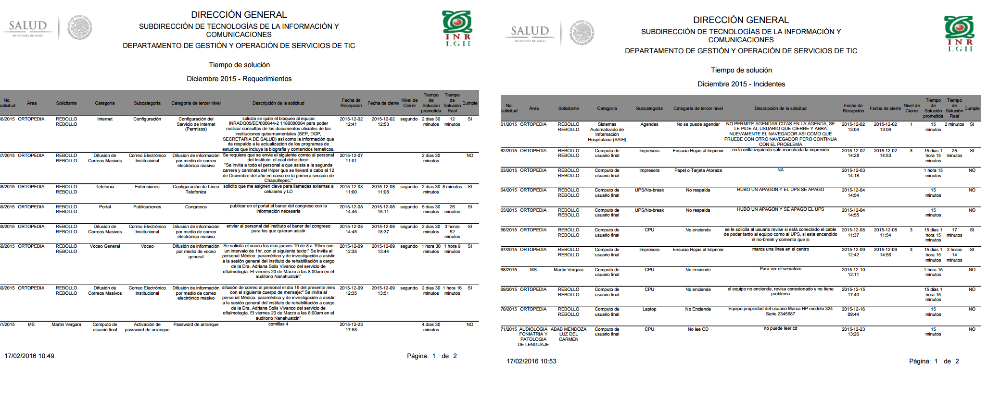 SALUD
SECRETARÍA DE SALUD
DIRECCIÓN GENERAL
SUBDIRECCIÓN DE TECNOLOGÍAS DE LA INFORMACIÓN Y
COMUNICACIONES
DEPARTAMENTO DE GESTIÓN Y OPERACIÓN DE SERVICIOS DE TIC
INR
LGII
Tiempo de solución
Diciembre 2015 - Requerimientos
No. solicitud Área Solicitante Categoría Subcategoría Categoría de tercer nivel Descripción de la solicitud Fecha de Recepción Fecha de cierre Nivel de Cierre Tiempo de Solución prometida Tiempo de Solución Real Cumple
46/2015 ORTOPEDIA REBOLLO Internet Configuración Configuración del solicito se quite el bloqueo al equipo 2015-12-02 2015-12-02 segundo 2 dias 30 12 SI
REBOLLO Servicio de Internet INRADQ05/EC/000644-2 1180000064 para poder 12:41 12:53 minutos minutos
(Permisos) realizar consultas de los documentos oficiales de las
instituciones gubernamentales (SEP, DGP,
SECRETARIA DE SALUD) así como la información que
da respaldo a la actualizacion de los programas de
estudios que incluye la biografia y contenidos temáticos.
47/2015 ORTOPEDIA REBOLLO Difusión de Correo Electrónico Difusión de información Se requiere que se envie el siguiente correo al personal 2015-12-07 2 dias 30 NO
REBOLLO Correos Masivos Institucional por medio de correo del Instituto el cual debe decir: 11:01 minutos
electrónico masivo "Se invita a todo el personal a que asista a la segunda
carrera y caminata del INper que se llevará a cabo el 12
de Diciembre del año en curso en la primera sección de
Chapultepec."
48/2015 ORTOPEDIA REBOLLO Telefonia Extensiones Configuración de Línea solicito que me asignen clave para llamadas externas a 2015-12-08 2015-12-08 segundo 2 dias 30 8 minutos SI
REBOLLO Telefonica celulares y LD 11:00 11:08 minutos
49/2015 ORTOPEDIA REBOLLO Portal Publicaciones Congresos publicar en el portal el baner del congreso con la 2015-12-08 2015-12-08 segundo 5 dias 30 26 SI
REBOLLO información necesaria 14:45 15:11 minutos minutos
49/2015 ORTOPEDIA REBOLLO Difusión de Correo Electrónico Difusión de información enviar al personal del instituto el baner del congreso 2015-12-08 2015-12-08 segundo 2 dias 30 3 horas SI
REBOLLO Correos Masivos Institucional por medio de correo para los que quieran asistir 14:45 18:37 minutos 52
electrónico masivo minutos
50/2015 ORTOPEDIA REBOLLO Voceo General Voceo Difusión de información Se solicita el voceo los dias jueves 19 de 8 a 19hrs con 2015-12-09 2015-12-09 segundo 1 hora 30 1 hora 9 SI
REBOLLO por medio de voceo un intervalo de 1hr. con el siguiente texto:" Se invita al 12:35 13:44 minutos minutos
general personal Médico. paramédico y de investigación a asistir
a la sesión general del instituto de rehabilitación a cargo
de la Dra. Adriana Solis Vivanco del servicio de
oftalmotogía. El viernes 20 de Marzo a las 8:00am en el
auditorio Nanahuatzin"
50/2015 ORTOPEDIA REBOLLO Difusión de Correo Electrónico Difusión de información difusión de correo al personal el día 19 del presente mes 2015-12-09 2015-12-09 segundo 2 dias 30 1 hora 16 SI
REBOLLO Correos Masivos Institucional por medio de correo con el siguiente cuerpo de mensaje:" Se invita al 12:35 13:51 minutos minutos
electrónico masivo personal Médico. paramédico y de investigación a asistir
a la sesión general del instituto de rehabilitación a cargo
de la Dra. Adriana Solis Vivanco del servicio de
oftalmotogía. El viernes 20 de Marzo a las 8:00am en el
auditorio Nanahuatzin"
51/2015 MS Martin Vergara Computo de Activación de Password de arranque comillas 4 2015-12-23 4 dias 30 NO
usuario final password de arranque 17:58 minutos
17/02/2016 10:49 Página: 1 de 2
SALUD
SECRETARÍA DE SALUD
DIRECCIÓN GENERAL
SUBDIRECCIÓN DE TECNOLOGÍAS DE LA INFORMACIÓN Y
COMUNICACIONES
DEPARTAMENTO DE GESTIÓN Y OPERACIÓN DE SERVICIOS DE TIC
INR
LGII
Tiempo de solución
Diciembre 2015 - Incidentes
No. solicitud Área Solicitante Categoría Subcategoría Categoría de tercer nivel Descripción de la solicitud Fecha de Recepción Fecha de cierre Nivel de Cierre Tiempo de Solución prometida Tiempo de Solución Real Cumple
61/2015 ORTOPEDIA REBOLLO Sistemas Agendas No se puede agendar NO PERMITE AGENDAR CITAS EN LA AGENDA, SE 2015-12-02 2015-12-02 1 15 2 minutos SI
REBOLLO Automatizado de LE PIDE AL USUARIO QUE CIERRE Y ABRA 13:04 13:06 minutos
Información NUEVAMENTE EL NAVEGADOR ASI COMO QUE
Hospitalaria (SAIH) PRUEBE CON OTRO NAVEGADOR PERO CONTINUA
CON EL PROBLEMA
62/2015 ORTOPEDIA REBOLLO Computo de Impresora Ensucia Hojas al Imprimir en la orilla izquierda sale manchada la impresión 2015-12-02 2015-12-02 3 15 dias 1 25 SI
REBOLLO usuario final 14:28 14:53 hora 15 minutos
minutos
63/2015 ORTOPEDIA REBOLLO Computo de Impresora Papel o Tarjeta Atorada NA 2015-12-03 1 hora 15 NO
REBOLLO usuario final 14:18 minutos
64/2015 ORTOPEDIA REBOLLO Computo de UPS/No-break No respalda HUBO UN APAGON Y EL UPS SE APAGO 2015-12-04 15 NO
REBOLLO usuario final 14:54 minutos
65/2015 ORTOPEDIA REBOLLO Computo de UPS/No-break No respalda HUBO UN APAGON Y SE APAGO EL UPS 2015-12-04 15 NO
REBOLLO usuario final 14:55 minutos
66/2015 ORTOPEDIA REBOLLO Computo de CPU No enciende se le solicita al usuario revise si está conectado el cable 2015-12-08 2015-12-08 3 15 dias 1 17 SI
REBOLLO usuario final de poder tanto al equipo como al UPS, si esta encendido 11:37 11:54 hora 15 minutos
el no-break y comenta que si minutos
67/2015 ORTOPEDIA REBOLLO Computo de Impresora Ensucia Hojas al Imprimir marca una linea en el centro 2015-12-09 2015-12-09 3 15 dias 1 2 horas SI
REBOLLO usuario final 12:42 14:56 hora 15 14
minutos minutos
68/2015 MS Martin Vergara Computo de CPU No enciende Para ver el semaforo 2015-12-10 1 hora 15 NO
usuario final 12:11 minutos
69/2015 ORTOPEDIA REBOLLO Computo de CPU No enciende el equipo no enciende, revisa conexionado y no tiene 2015-12-15 15 dias 1 NO
REBOLLO usuario final problema 17:40 hora 15
minutos
70/2015 ORTOPEDIA REBOLLO Computo de Laptop No Enciende Equipo propiedad del usuario Marca HP modelo 324 2015-12-16 15 NO
REBOLLO usuario final Serie 2345687 09:44 minutos
71/2015 AUDIOLOGIA ABAB MENDOZA Computo de CPU No lee CD no puede leer cd 2015-12-23 15 NO
FONIATRIA Y LUZ DEL usuario final 13:26 minutos
PATOLOGIA CARMEN
DE LENGUAJE
17/02/2016 10:53 Página: 1 de 2